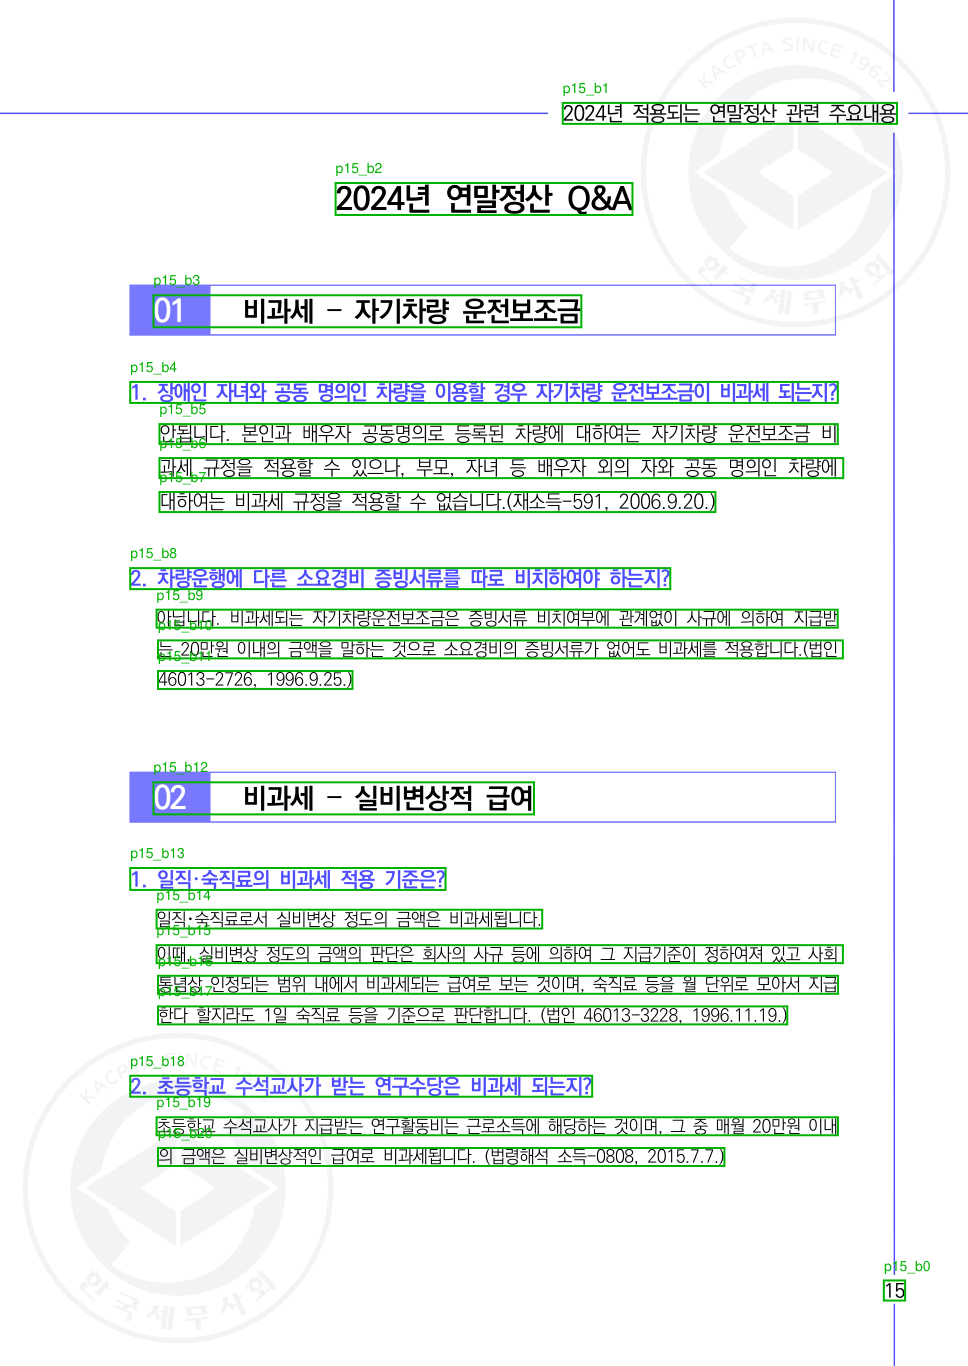 p15_b1
2024년 적용되는 연말정산 관련 주요내용
p15_b2
2024년 연말정산 Q&A
p15_b3
01 비과세 - 자기차량 운전보조금
p15_b4
1. 장애인 자녀와 공동 명의인 차량을 이용할 경우 자기차량 운전보조금이 비과세 되는지?
p15_b5
안됩니다. 본인과 배우자 공동명의로 등록된 차량에 대하여는 자기차량 운전보조금 비
p15_b6
과세 규정을 적용할 수 있으나, 부모, 자녀 등 배우자 외의 자와 공동 명의인 차량에
p15_b7
대하여는 비과세 규정을 적용할 수 없습니다.(재소득-591, 2006.9.20.)
p15_b8
2. 차량운행에 다른 소요경비 증빙서류를 따로 비치하여야 하는지?
p15_b9
아닙니다. 비과세되는 자기차량운전보조금은 증빙서류 비치여부에 관계없이 사규에 의하여 지급받
p15_b10
는 20만원 이내의 금액을 말하는 것으로 소요경비의 증빙서류가 없어도 비과세를 적용합니다.(법인
p15_b11
46013-2726, 1996.9.25.)
p15_b12
02 비과세 - 실비변상적 급여
p15_b13
1. 일직·숙직료의 비과세 적용 기준은?
p15_b14
일직·숙직료로서 실비변상 정도의 금액은 비과세됩니다.
p15_b15
이때, 실비변상 정도의 금액의 판단은 회사의 사규 등에 의하여 그 지급기준이 정하여져 있고 사회
p15_b16
통념상 인정되는 범위 내에서 비과세되는 급여로 보는 것이며, 숙직료 등을 월 단위로 모아서 지급
p15_b17
한다 할지라도 1일 숙직료 등을 기준으로 판단합니다. (법인 46013-3228, 1996.11.19.)
p15_b18
2. 초등학교 수석교사가 받는 연구수당은 비과세 되는지?
p15_b19
초등학교 수석교사가 지급받는 연구활동비는 근로소득에 해당하는 것이며, 그 중 매월 20만원 이내
p15_b20
의 금액은 실비변상적인 급여로 비과세됩니다. (법령해석 소득-0808, 2015.7.7.)
p15_b0
15
KACPTA SINCE 1962
한국세무사회
한국세무사회